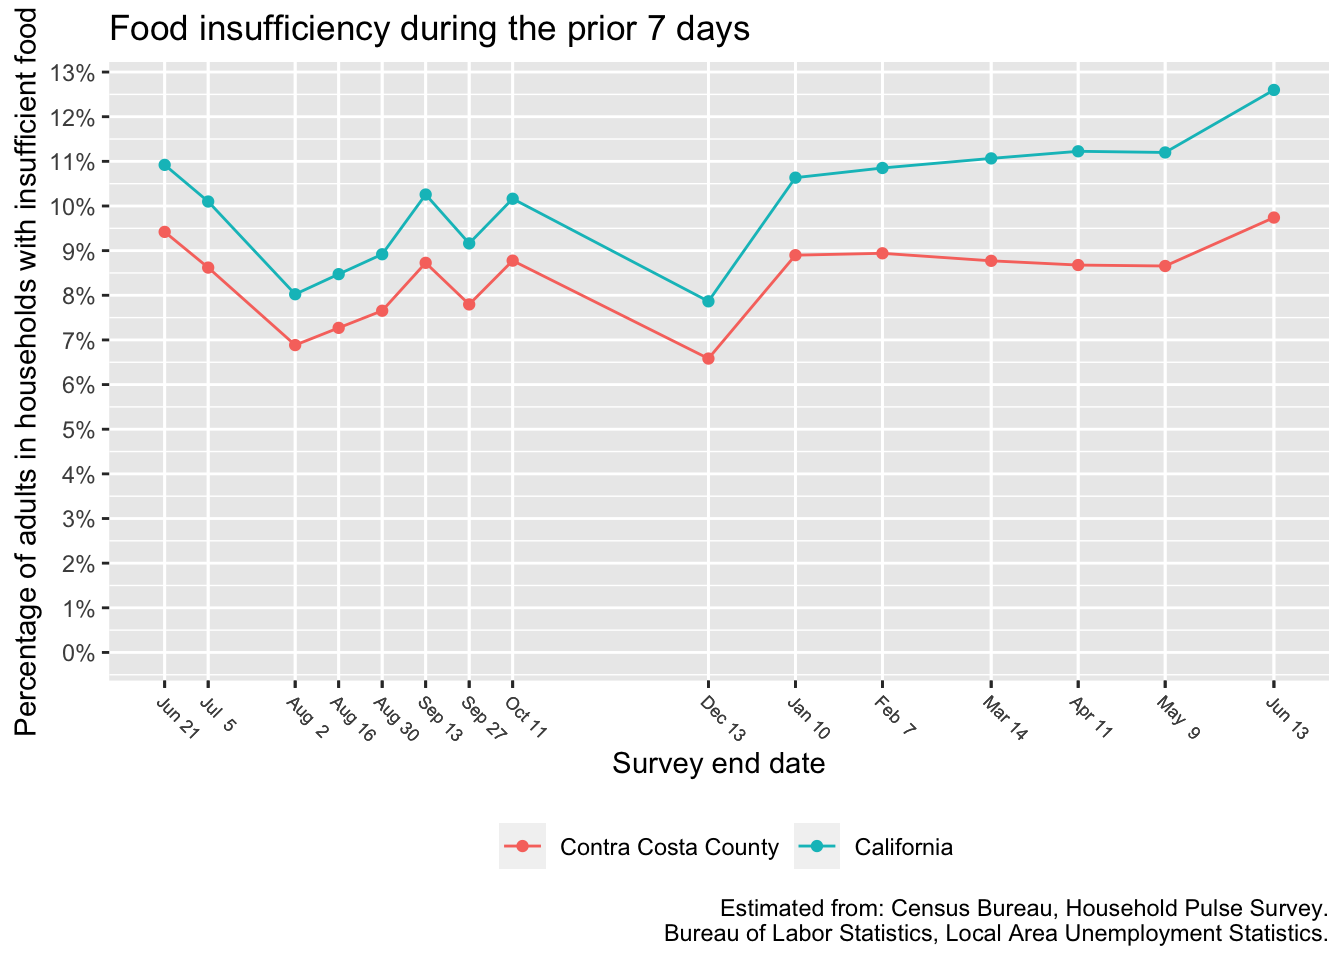 Food insufficiency during the prior 7 days
Percentage of adults in households with insufficient food
13%
12%
11%
10%
9%
8%
7%
6%
5%
4%
3%
2%
1%
0%
Jun 21
Jul 5
Aug 2
Aug 16
Aug 30
Sep 13
Sep 27
Oct 11
Dec 13
Jan 10
Feb 7
Mar 14
Apr 11
May 9
Jun 13
Survey end date
Contra Costa County
California
Estimated from: Census Bureau, Household Pulse Survey.
Bureau of Labor Statistics, Local Area Unemployment Statistics.